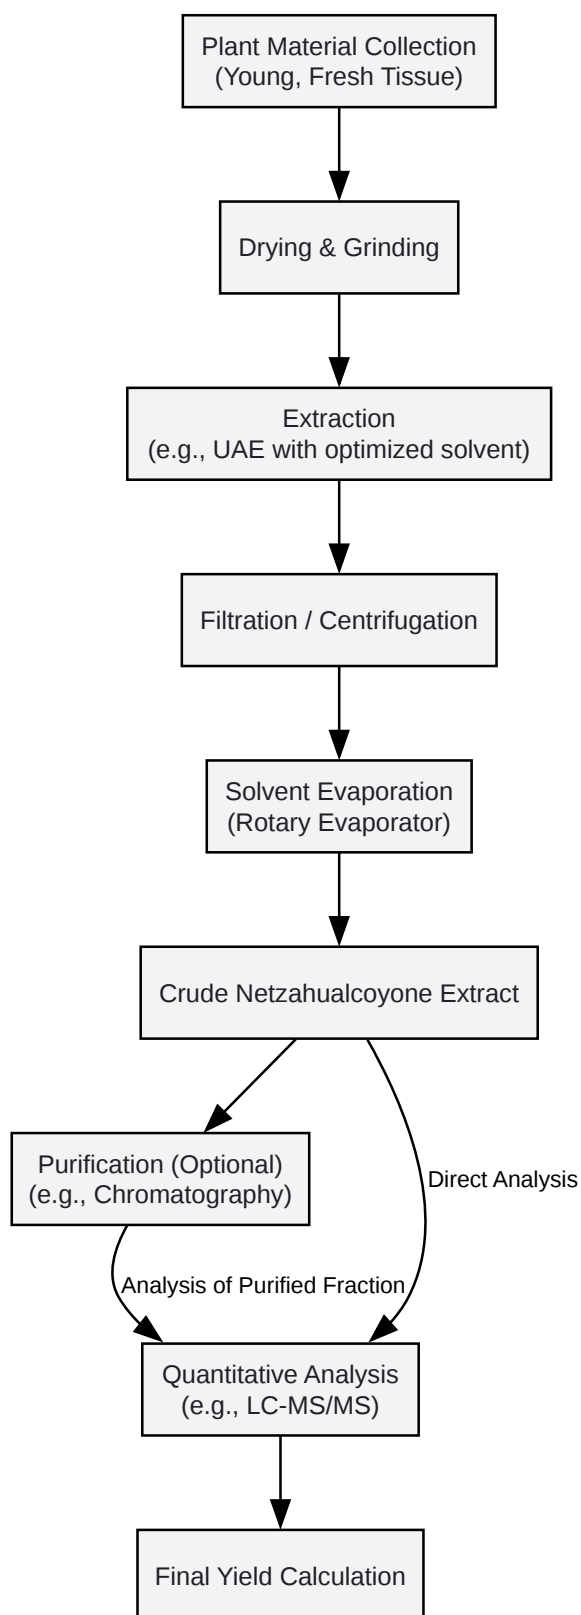 Plant Material Collection
(Young, Fresh Tissue)
Drying & Grinding
Extraction
(e.g., UAE with optimized solvent)
Filtration / Centrifugation
Solvent Evaporation
(Rotary Evaporator)
Crude Netzahualcoyone Extract
Purification (Optional)
(e.g., Chromatography)
Direct Analysis
Analysis of Purified Fraction
Quantitative Analysis
(e.g., LC-MS/MS)
Final Yield Calculation